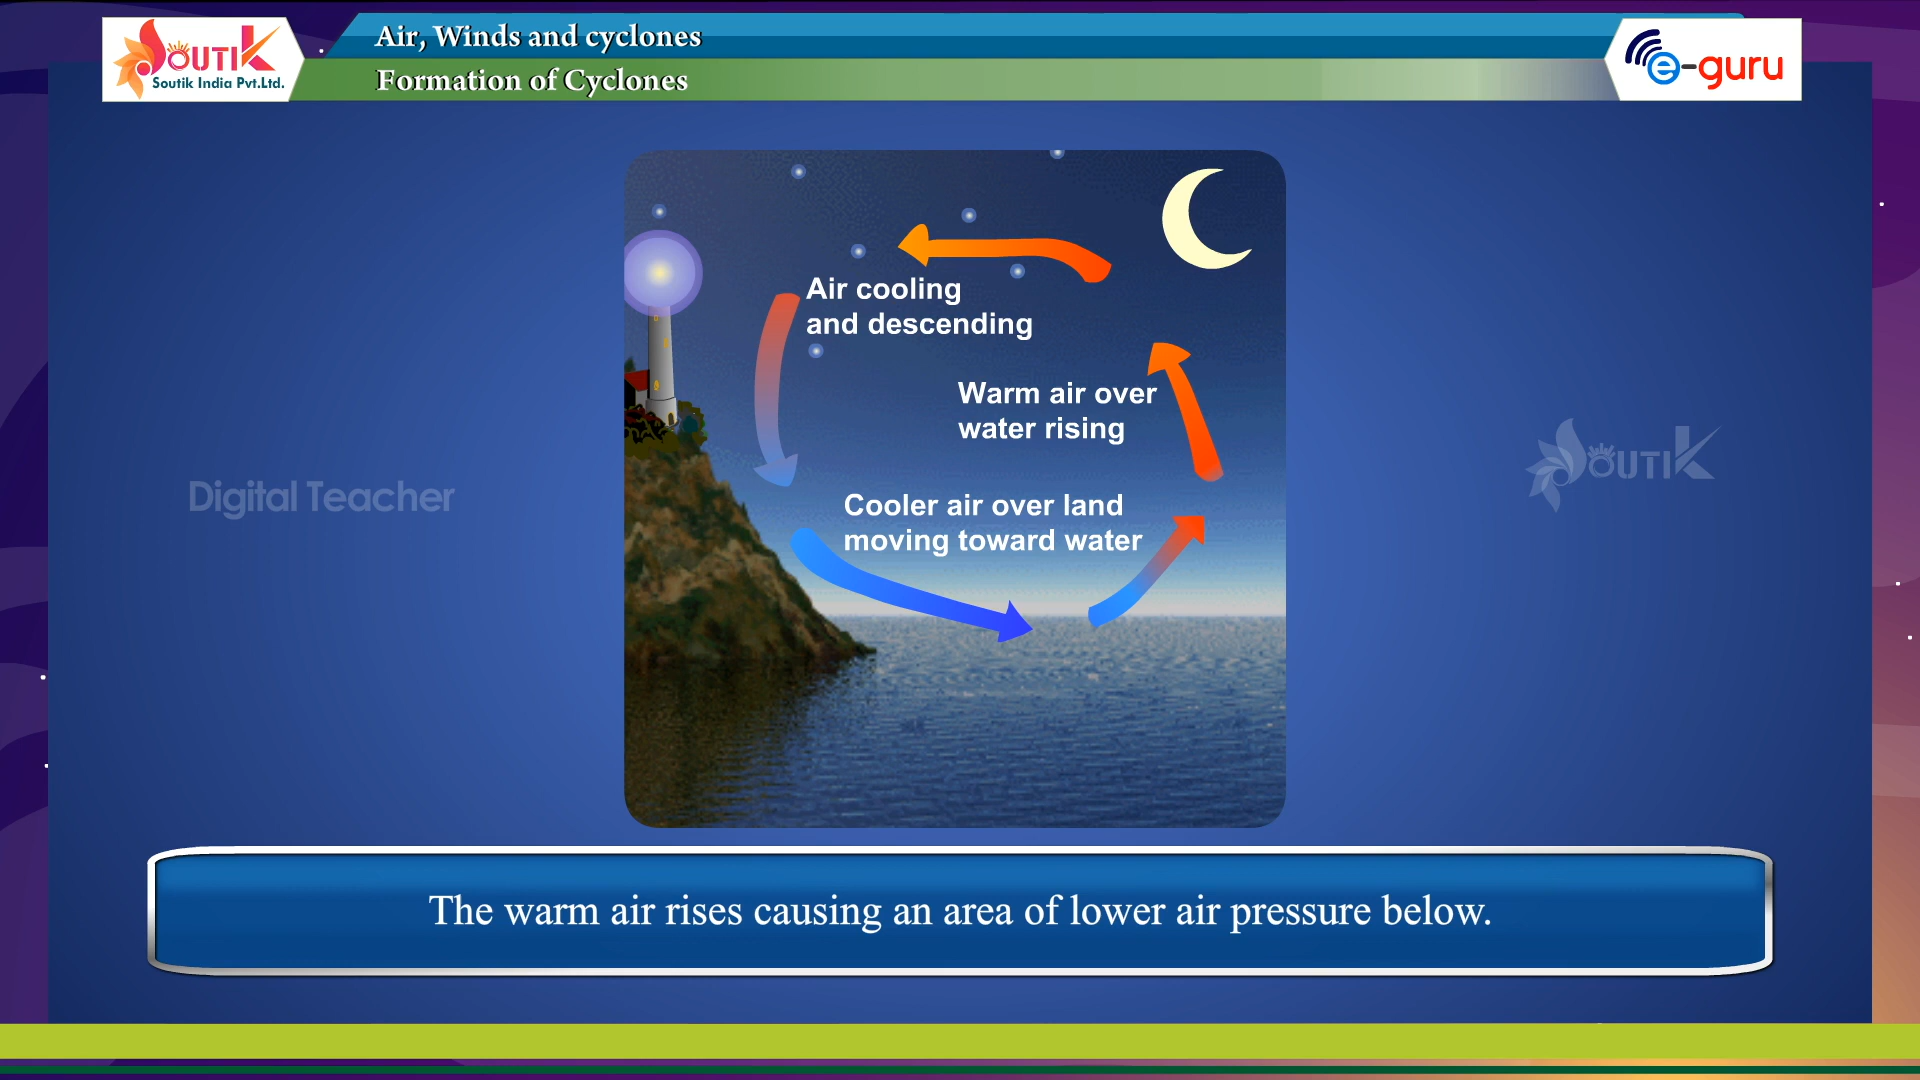 SOUTIK
Soutik India Pvt.Ltd.
Air, Winds and cyclones
Formation of Cyclones
e-guru
Air cooling
and descending
Warm air over
water rising
Cooler air over land
moving toward water
Digital Teacher
SOUTIK
The warm air rises causing an area of lower air pressure below.